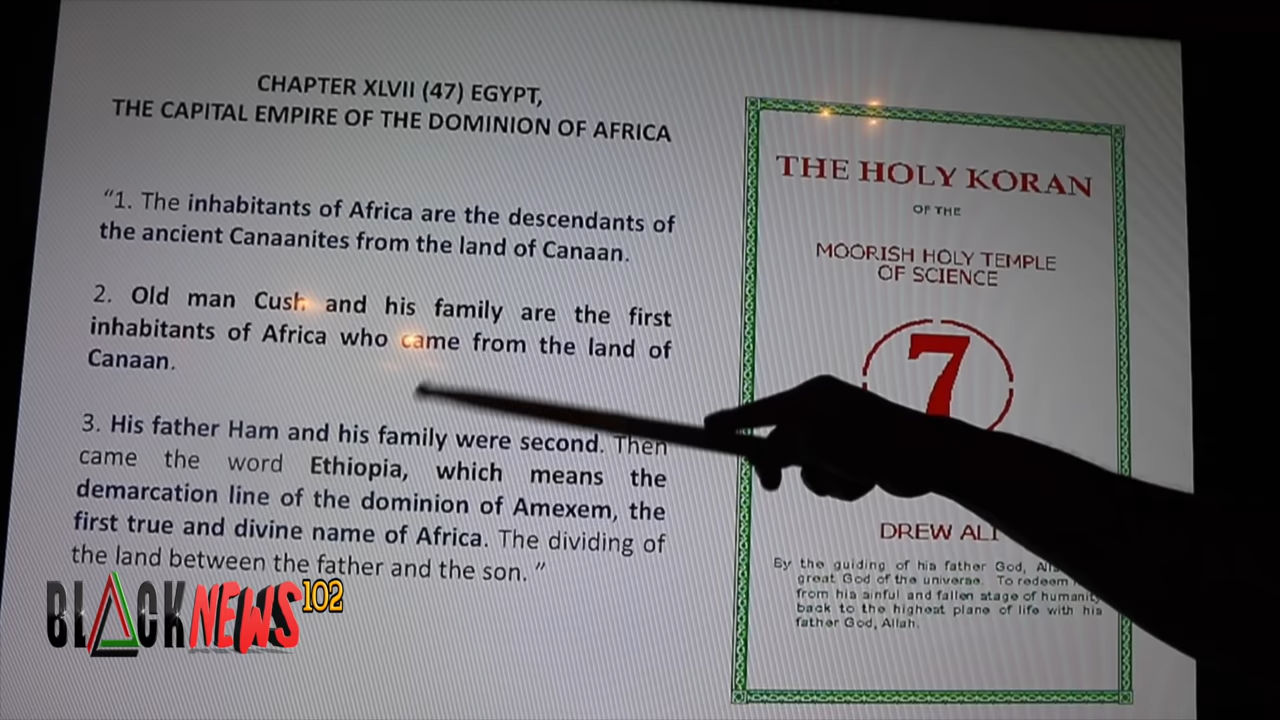 CHAPTER XLVII (47) EGYPT,
THE CAPITAL EMPIRE OF THE DOMINION OF AFRICA
“1. The inhabitants of Africa are the descendants of
the ancient Canaanites from the land of Canaan.
2. Old man Cush and his family are the first
inhabitants of Africa who came from the land of
Canaan.
3. His father Ham and his family were second. Then
came the word Ethiopia, which means the
demarcation line of the dominion of Amexem, the
first true and divine name of Africa. The dividing of
the land between the father and the son. ”
THE HOLY KORAN
OF THE
MOORISH HOLY TEMPLE
OF SCIENCE
7
DREW ALI
By the guiding of his father God,
great God of the universe. To redeem
from his sinful and fallen stage of humanity
back to the highest plane of life with his
father God, Allah.
BLACK NEWS 102